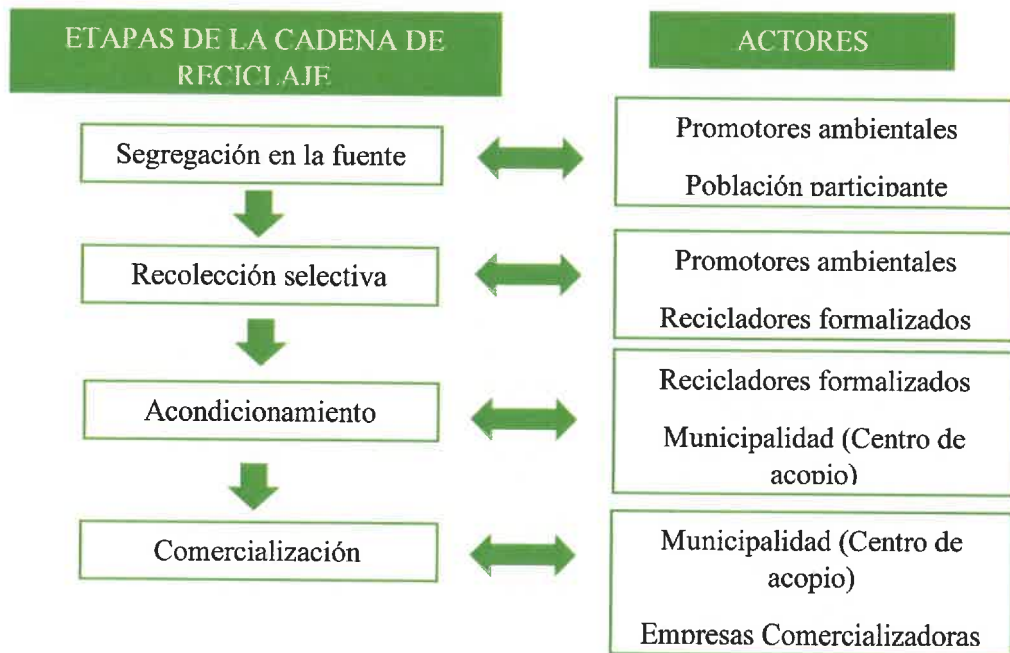 ETAPAS DE LA CADENA DE
RECICLAJE
ACTORES
Segregación en la fuente
Promotores ambientales
Población participante
Recolección selectiva
Promotores ambientales
Recicladores formalizados
Acondicionamiento
Recicladores formalizados
Municipalidad (Centro de
acopio)
Comercialización
Municipalidad (Centro de
acopio)
Empresas Comercializadoras